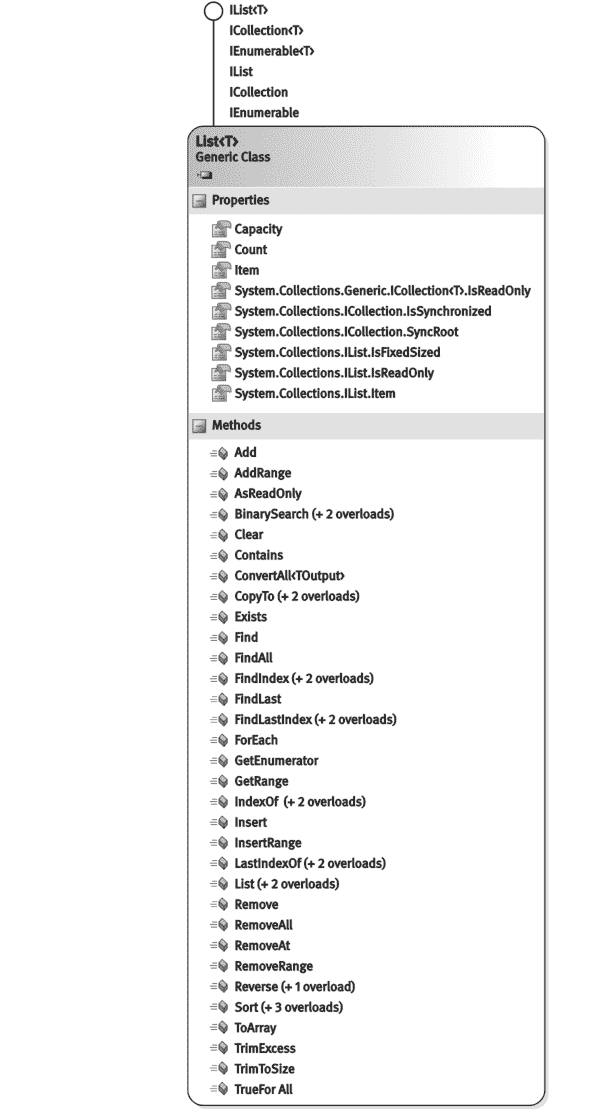 IList<T>
ICollection<T>
IEnumerable<T>
IList
ICollection
IEnumerable
List<T>
Generic Class
Properties
Capacity
Count
Item
System.Collections.Generic.ICollection<T>.IsReadOnly
System.Collections.ICollection.IsSynchronized
System.Collections.ICollection.SyncRoot
System.Collections.IList.IsFixedSized
System.Collections.IList.IsReadOnly
System.Collections.IList.Item
Methods
Add
AddRange
AsReadOnly
BinarySearch (+ 2 overloads)
Clear
Contains
ConvertAll<TOutput>
CopyTo (+ 2 overloads)
Exists
Find
FindAll
FindIndex (+ 2 overloads)
FindLast
FindLastIndex (+ 2 overloads)
ForEach
GetEnumerator
GetRange
IndexOf (+ 2 overloads)
Insert
InsertRange
LastIndexOf (+ 2 overloads)
List (+ 2 overloads)
Remove
RemoveAll
RemoveAt
RemoveRange
Reverse (+ 1 overload)
Sort (+ 3 overloads)
ToArray
TrimExcess
TrimToSize
TrueFor All